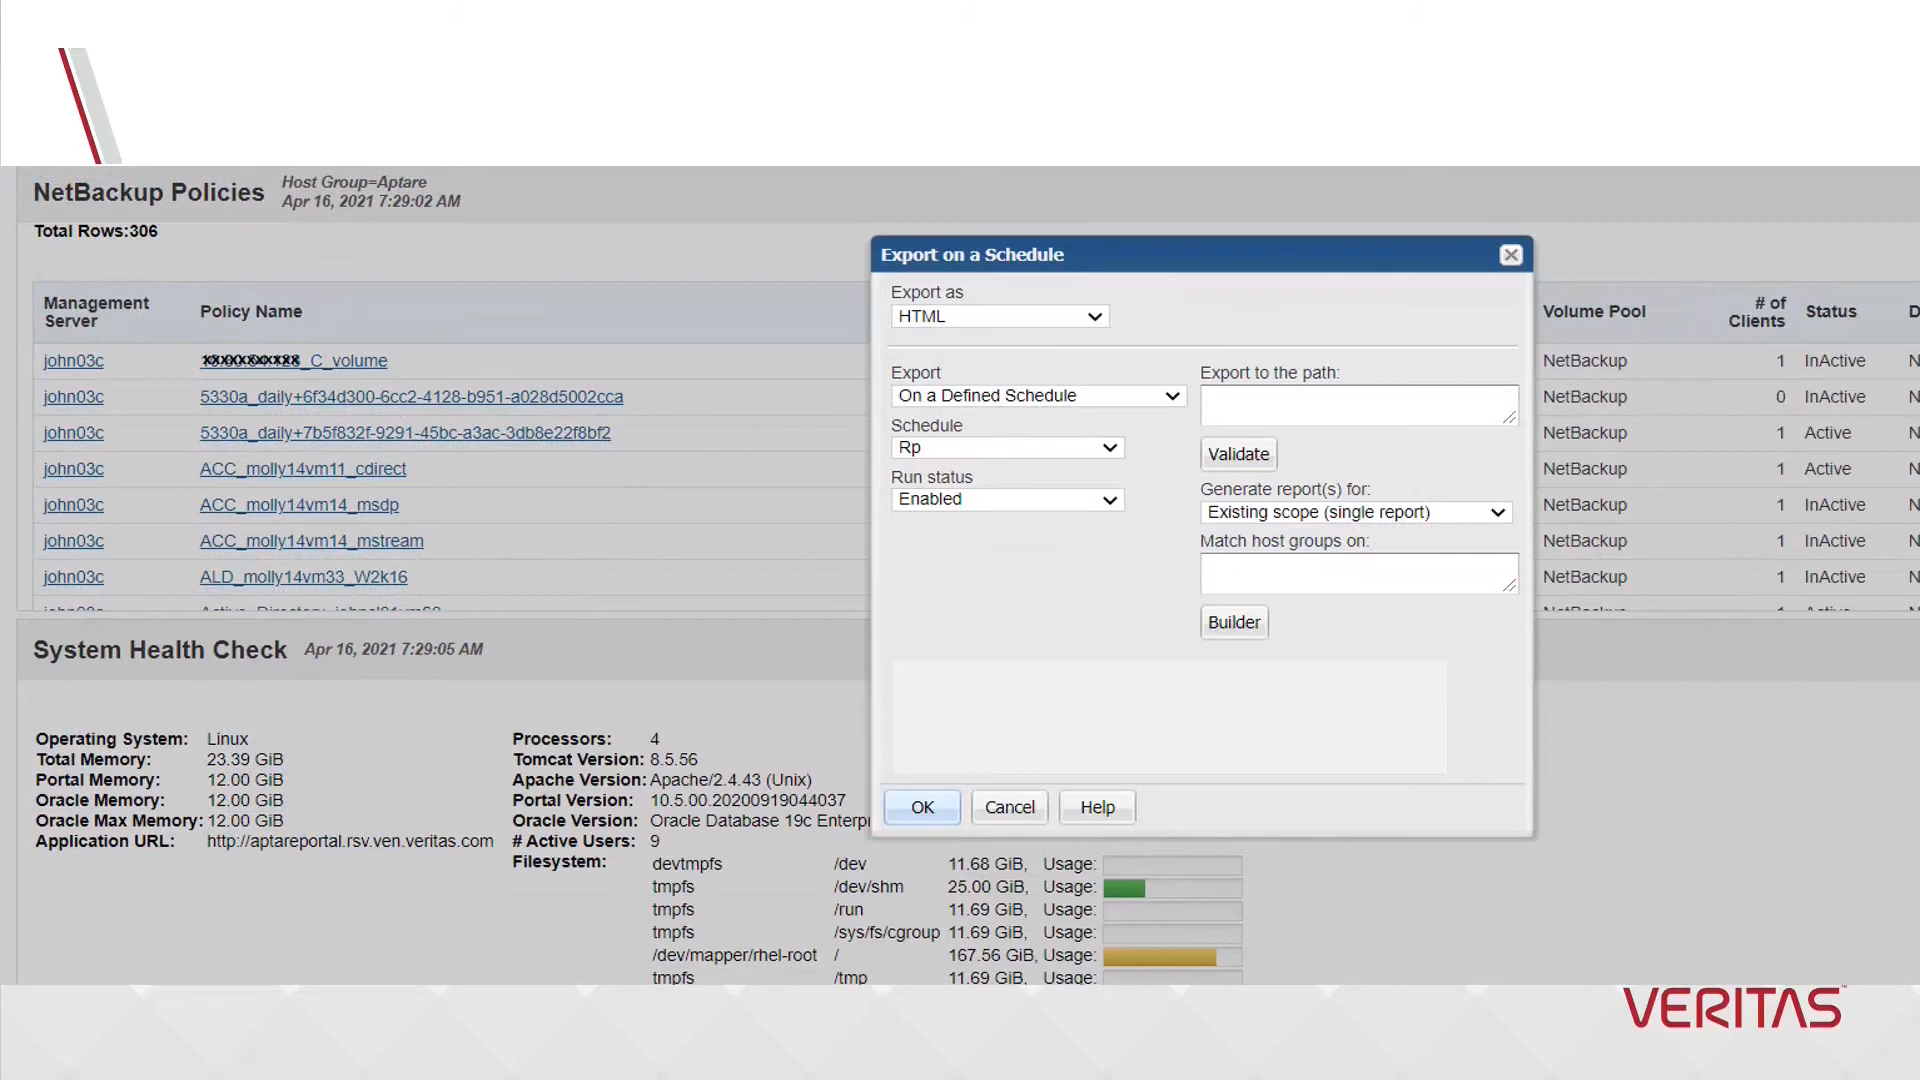 NetBackup Policies
Host Group=Aptare
Apr 16, 2021 7:29:02 AM
Total Rows:306
Management Server Policy Name Volume Pool # of Clients Status D
john03c _C_volume NetBackup 1 InActive N
john03c 5330a_daily+6f34d300-6cc2-4128-b951-a028d5002cca NetBackup 0 InActive N
john03c 5330a_daily+7b5f832f-9291-45bc-a3ac-3db8e22f8bf2 NetBackup 1 Active N
john03c ACC_molly14vm11_cdirect NetBackup 1 Active N
john03c ACC_molly14vm14_msdp NetBackup 1 InActive N
john03c ACC_molly14vm14_mstream NetBackup 1 InActive N
john03c ALD_molly14vm33_W2k16 NetBackup 1 InActive N
Export on a Schedule
Export as
HTML
Export
On a Defined Schedule
Schedule
Rp
Run status
Enabled
Export to the path:
Validate
Generate report(s) for:
Existing scope (single report)
Match host groups on:
Builder
OK Cancel Help
System Health Check Apr 16, 2021 7:29:05 AM
Operating System: Linux
Total Memory: 23.39 GiB
Portal Memory: 12.00 GiB
Oracle Memory: 12.00 GiB
Oracle Max Memory: 12.00 GiB
Application URL: http://aptareportal.rsv.ven.veritas.com
Processors: 4
Tomcat Version: 8.5.56
Apache Version: Apache/2.4.43 (Unix)
Portal Version: 10.5.00.20200919044037
Oracle Version: Oracle Database 19c Enterpr
# Active Users: 9
Filesystem:
devtmpfs /dev 11.68 GiB, Usage:
tmpfs /dev/shm 25.00 GiB, Usage:
tmpfs /run 11.69 GiB, Usage:
tmpfs /sys/fs/cgroup 11.69 GiB, Usage:
/dev/mapper/rhel-root / 167.56 GiB, Usage:
tmpfs /tmp 11.69 GiB, Usage:
VERITAS